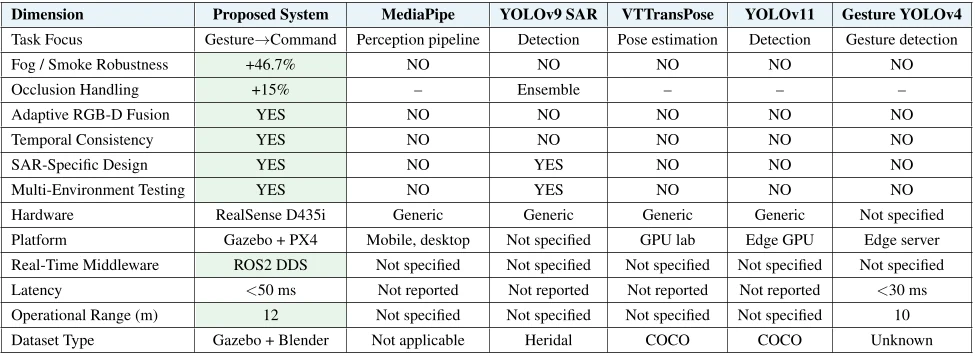 Dimension Proposed System MediaPipe YOLOv9 SAR VTTransPose YOLOv11 Gesture YOLOv4
Task Focus Gesture→Command Perception pipeline Detection Pose estimation Detection Gesture detection
Fog / Smoke Robustness +46.7% NO NO NO NO NO
Occlusion Handling +15% – Ensemble – – –
Adaptive RGB-D Fusion YES NO NO NO NO NO
Temporal Consistency YES NO NO NO NO NO
SAR-Specific Design YES NO YES NO NO NO
Multi-Environment Testing YES NO YES NO NO NO
Hardware RealSense D435i Generic Generic Generic Generic Not specified
Platform Gazebo + PX4 Mobile, desktop Not specified GPU lab Edge GPU Edge server
Real-Time Middleware ROS2 DDS Not specified Not specified Not specified Not specified Not specified
Latency <50 ms Not reported Not reported Not reported Not reported <30 ms
Operational Range (m) 12 Not specified Not specified Not specified Not specified 10
Dataset Type Gazebo + Blender Not applicable Heridal COCO COCO Unknown